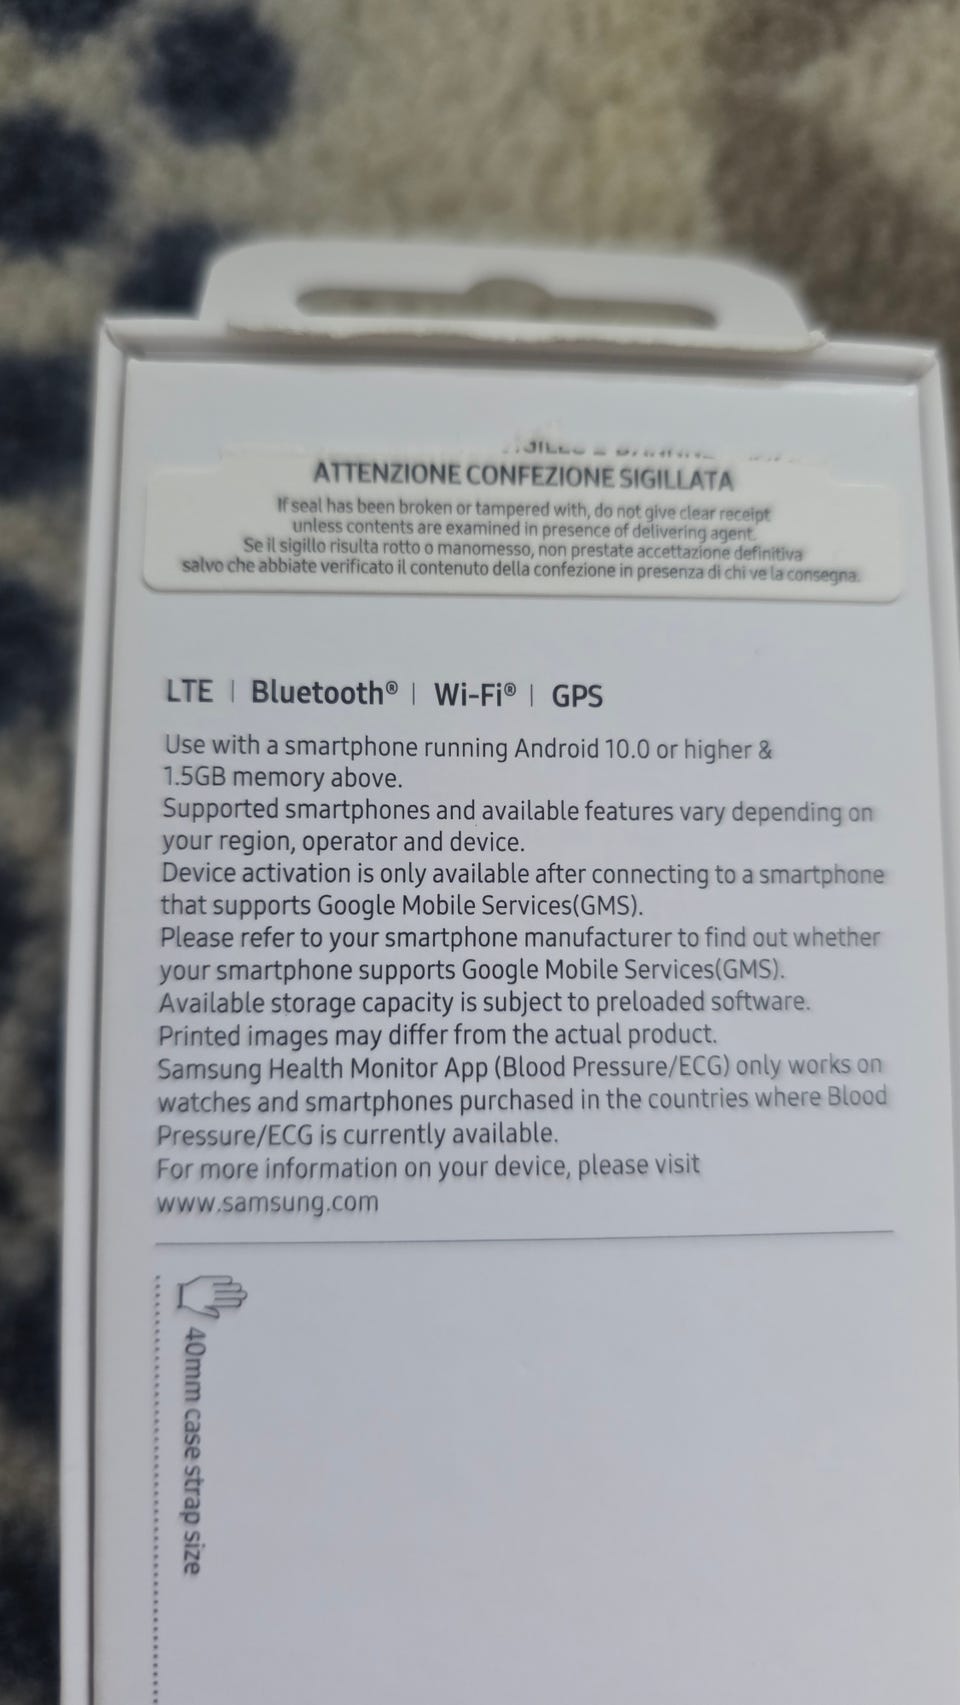 ATTENZIONE CONFEZIONE SIGILLATA
If seal has been broken or tampered with, do not give clear receipt
unless contents are examined in presence of delivering agent.
Se il sigillo risulta rotto o manomesso, non prestate accettazione definitiva
salvo che abbiate verificato il contenuto della confezione in presenza di chi ve la consegna.
LTE | Bluetooth® | Wi-Fi® | GPS
Use with a smartphone running Android 10.0 or higher &
1.5GB memory above.
Supported smartphones and available features vary depending on
your region, operator and device.
Device activation is only available after connecting to a smartphone
that supports Google Mobile Services(GMS).
Please refer to your smartphone manufacturer to find out whether
your smartphone supports Google Mobile Services(GMS).
Available storage capacity is subject to preloaded software.
Printed images may differ from the actual product.
Samsung Health Monitor App (Blood Pressure/ECG) only works on
watches and smartphones purchased in the countries where Blood
Pressure/ECG is currently available.
For more information on your device, please visit
www.samsung.com
40mm case strap size